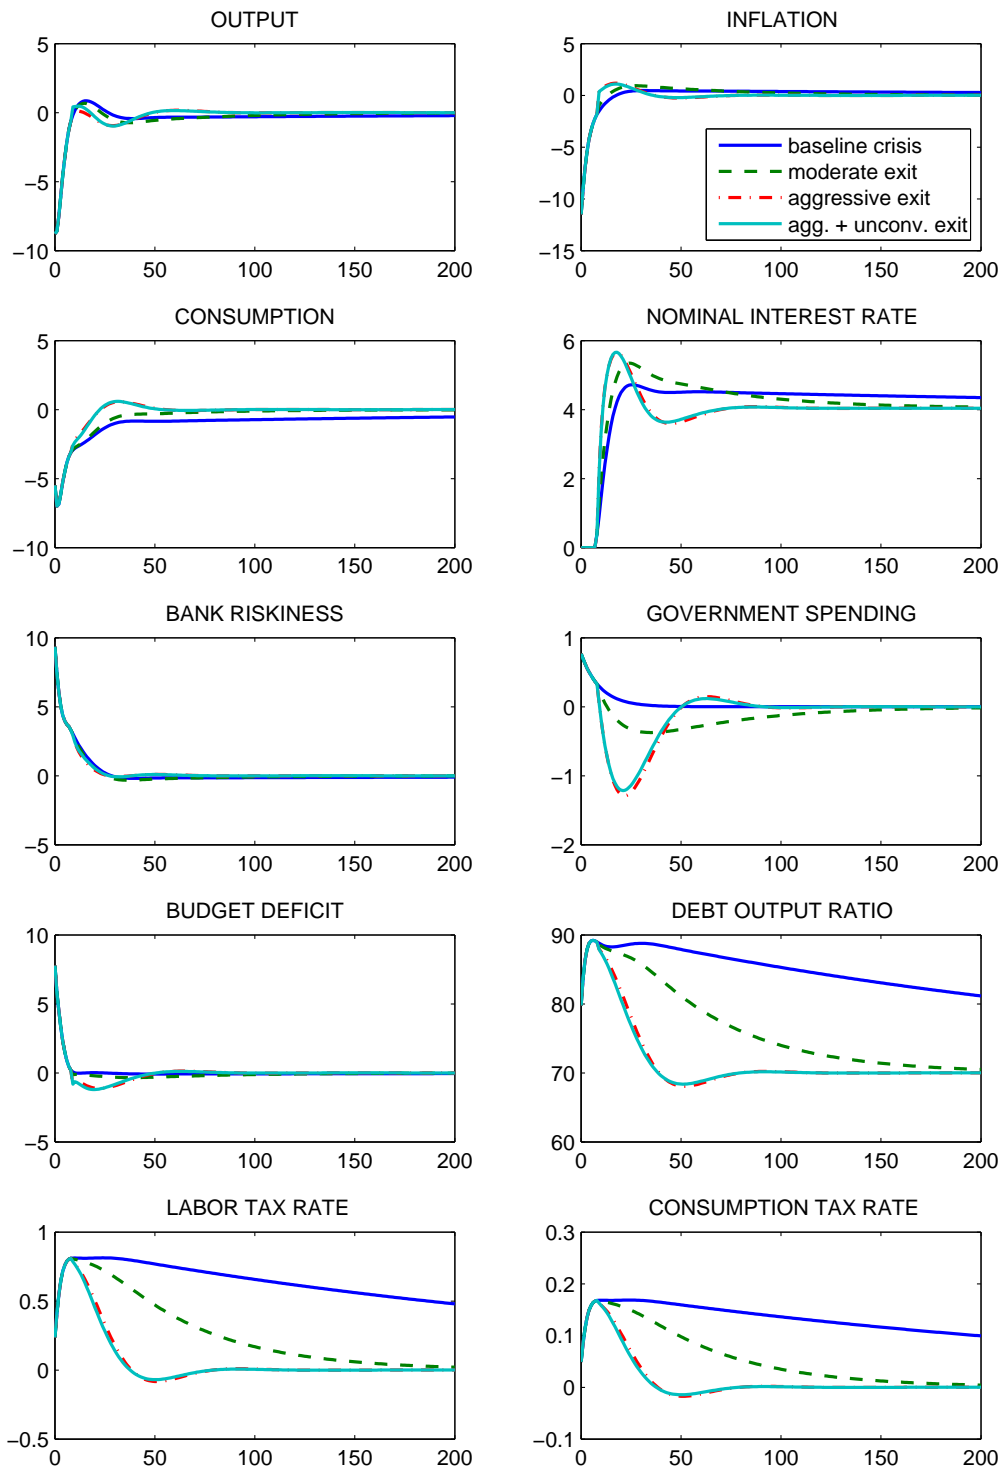 OUTPUT
5
0
−5
−10
0 50 100 150 200
INFLATION
5
0
−5
−10
−15
0 50 100 150 200
baseline crisis
moderate exit
aggressive exit
agg. + unconv. exit
CONSUMPTION
5
0
−5
−10
0 50 100 150 200
NOMINAL INTEREST RATE
6
4
2
0
0 50 100 150 200
BANK RISKINESS
10
5
0
−5
0 50 100 150 200
GOVERNMENT SPENDING
1
0
−1
−2
0 50 100 150 200
BUDGET DEFICIT
10
5
0
−5
0 50 100 150 200
DEBT OUTPUT RATIO
90
80
70
60
0 50 100 150 200
LABOR TAX RATE
1
0.5
0
−0.5
0 50 100 150 200
CONSUMPTION TAX RATE
0.3
0.2
0.1
0
−0.1
0 50 100 150 200